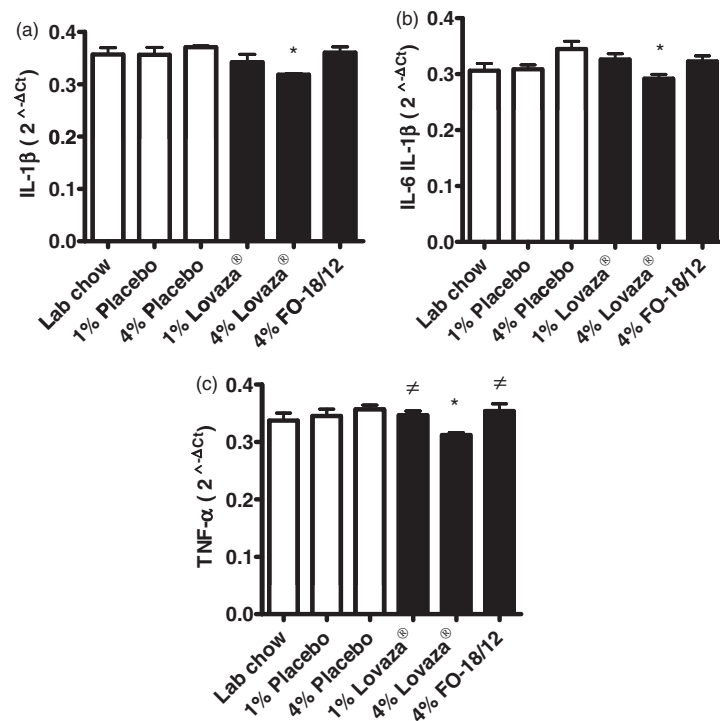 (a)
IL-1β ( 2 ^-ΔCt)
0.4
0.3
0.2
0.1
0.0
*
Lab chow
1% Placebo
4% Placebo
1% Lovaza®
4% Lovaza®
4% FO-18/12
(b)
IL-6 IL-1β ( 2 ^-ΔCt)
0.4
0.3
0.2
0.1
0.0
*
Lab chow
1% Placebo
4% Placebo
1% Lovaza®
4% Lovaza®
4% FO-18/12
(c)
TNF-α ( 2 ^-ΔCt)
0.4
0.3
0.2
0.1
0.0
≠
*
≠
Lab chow
1% Placebo
4% Placebo
1% Lovaza®
4% Lovaza®
4% FO-18/12